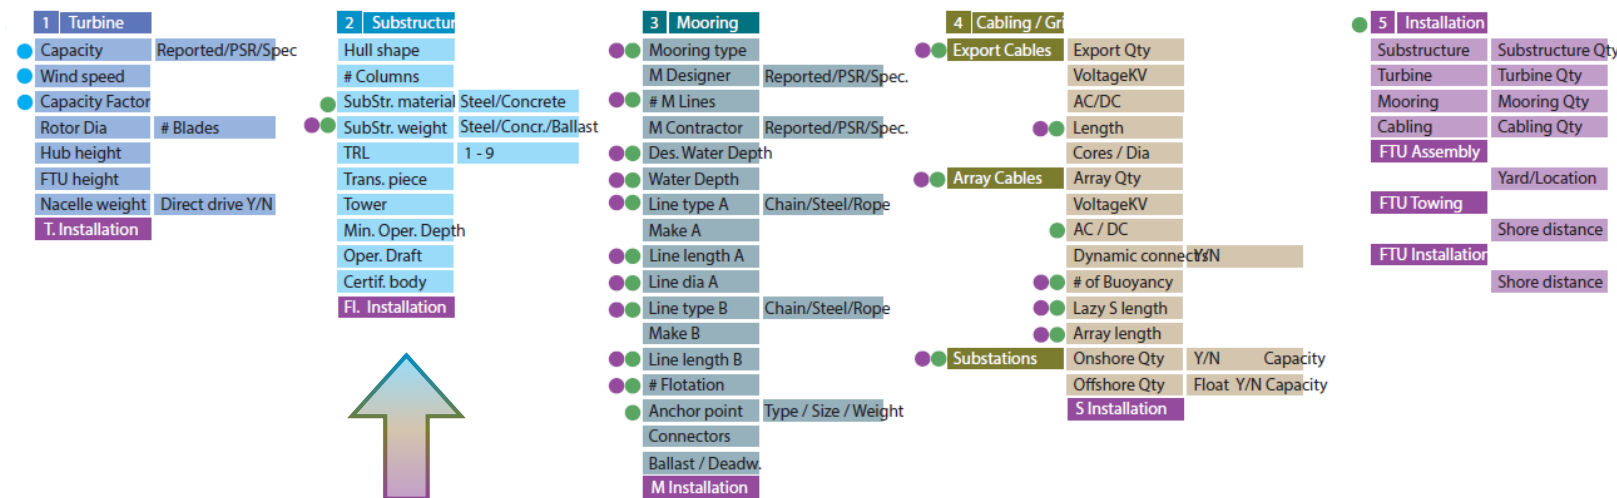 1 Turbine
Capacity Reported/PSR/Spec
Wind speed
Capacity Factor
Rotor Dia # Blades
Hub height
FTU height
Nacelle weight Direct drive Y/N
T. Installation
2 Substructur
Hull shape
# Columns
SubStr. material Steel/Concrete
SubStr. weight Steel/Concr./Ballast
TRL 1 - 9
Trans. piece
Tower
Min. Oper. Depth
Oper. Draft
Certif. body
Fl. Installation
3 Mooring
Mooring type
M Designer Reported/PSR/Spec.
# M Lines
M Contractor Reported/PSR/Spec.
Des. Water Depth
Water Depth
Line type A Chain/Steel/Rope
Make A
Line length A
Line dia A
Line type B Chain/Steel/Rope
Make B
Line length B
# Flotation
Anchor point Type / Size / Weight
Connectors
Ballast / Deadw.
M Installation
4 Cabling / Gri
Export Cables Export Qty
VoltageKV
AC/DC
Length
Cores / Dia
Array Cables Array Qty
VoltageKV
AC / DC
Dynamic connects Y/N
# of Buoyancy
Lazy S length
Array length
Substations Onshore Qty Y/N Capacity
Offshore Qty Float Y/N Capacity
S Installation
5 Installation
Substructure Substructure Qty
Turbine Turbine Qty
Mooring Mooring Qty
Cabling Cabling Qty
FTU Assembly
Yard/Location
FTU Towing
Shore distance
FTU Installation
Shore distance